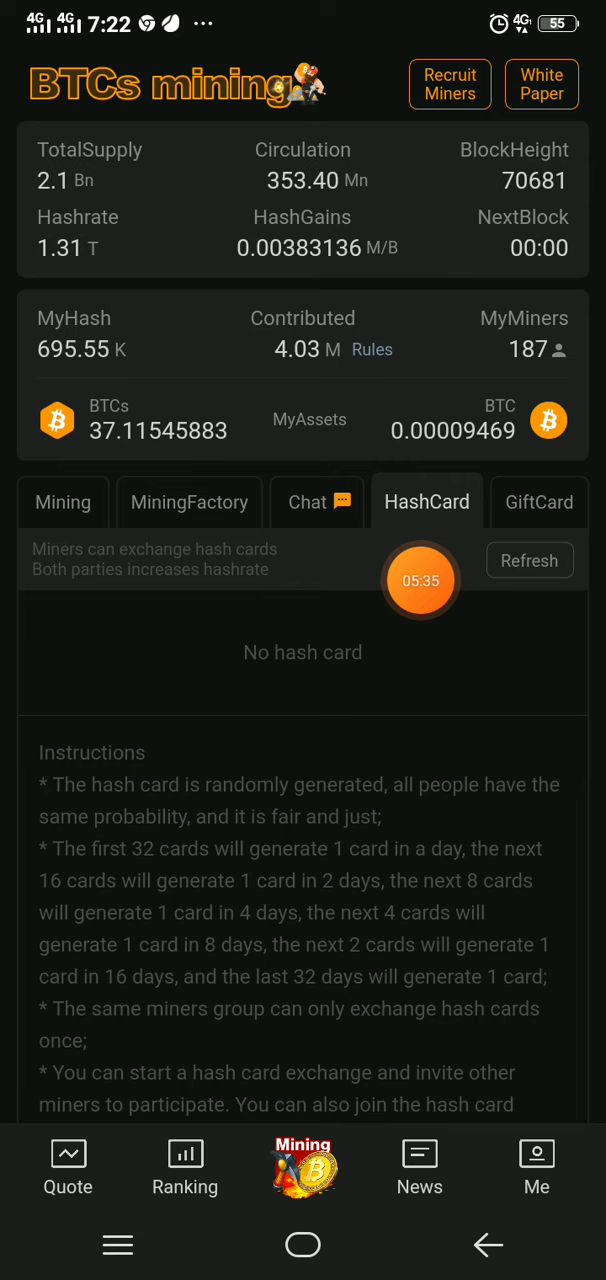 4G 4G 7:22 ... 4G 55
BTCs mining
Recruit Miners
White Paper
TotalSupply Circulation BlockHeight
2.1 Bn 353.40 Mn 70681
Hashrate HashGains NextBlock
1.31 T 0.00383136 M/B 00:00
MyHash Contributed MyMiners
695.55 K 4.03 M Rules 187
BTCs MyAssets BTC
37.11545883 0.00009469
Mining MiningFactory Chat HashCard GiftCard
Miners can exchange hash cards
Both parties increases hashrate
05:35
Refresh
No hash card
Instructions
* The hash card is randomly generated, all people have the
same probability, and it is fair and just;
* The first 32 cards will generate 1 card in a day, the next
16 cards will generate 1 card in 2 days, the next 8 cards
will generate 1 card in 4 days, the next 4 cards will
generate 1 card in 8 days, the next 2 cards will generate 1
card in 16 days, and the last 32 days will generate 1 card;
* The same miners group can only exchange hash cards
once;
* You can start a hash card exchange and invite other
miners to participate. You can also join the hash card
Mining
Quote Ranking News Me